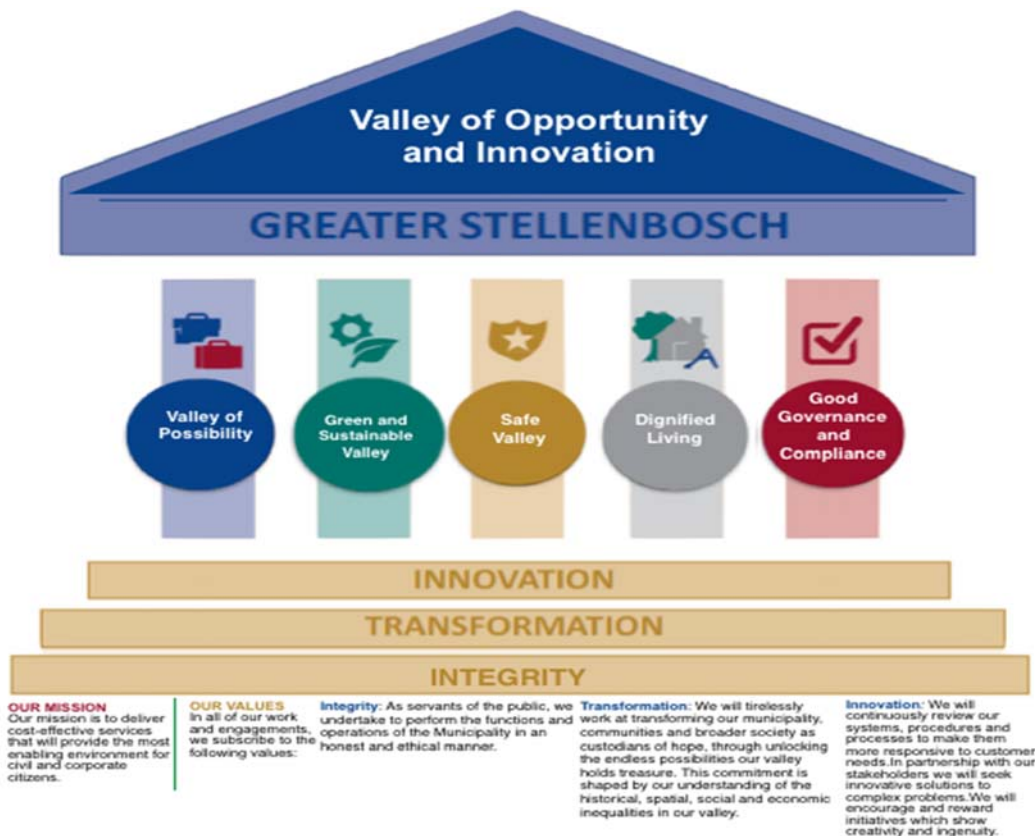 Valley of Opportunity
and Innovation
GREATER STELLENBOSCH
Valley of
Possibility
Green and
Sustainable
Valley
Safe
Valley
Dignified
Living
Good
Governance
and
Compliance
INNOVATION
TRANSFORMATION
INTEGRITY
OUR MISSION
Our mission is to deliver
cost-effective services
that will provide the most
enabling environment for
civil and corporate
citizens.
OUR VALUES
In all of our work
and engagements,
we subscribe to the
following values:
Integrity: As servants of the public, we
undertake to perform the functions and
operations of the Municipality in an
honest and ethical manner.
Transformation: We will tirelessly
work at transforming our municipality,
communities and broader society as
custodians of hope, through unlocking
the endless possibilities our valley
holds treasure. This commitment is
shaped by our understanding of the
historical, spatial, social and economic
inequalities in our valley.
Innovation: We will
continuously review our
systems, procedures and
processes to make them
more responsive to customer
needs.In partnership with our
stakeholders we will seek
innovative solutions to
complex problems.We will
encourage and reward
initiatives which show
creativity and ingenuity.